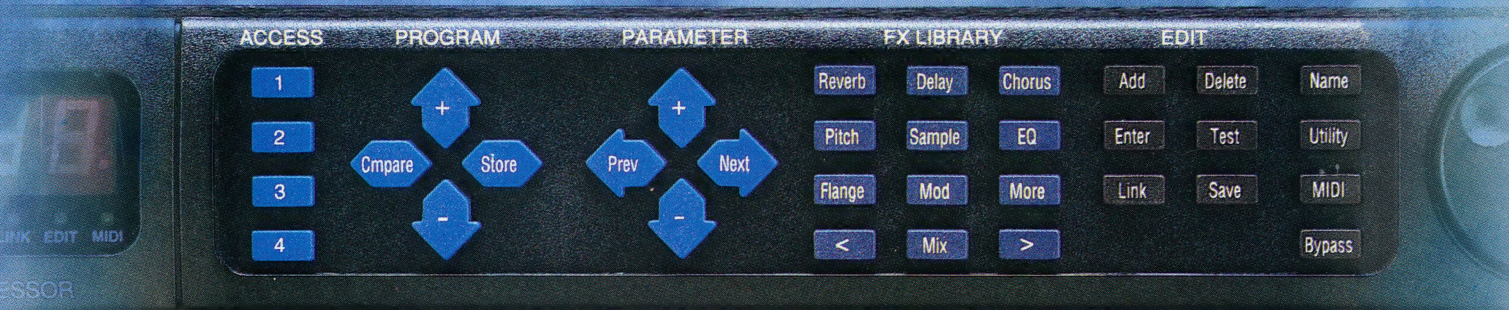 ACCESS PROGRAM PARAMETER FX LIBRARY EDIT
1 + + Reverb Delay Chorus Add Delete Name
2 Pitch Sample EQ Enter Test Utility
Cmpare Store Prev Next
3 Flange Mod More Link Save MIDI
4 - - < Mix > Bypass
LINK EDIT MIDI
ESSOR